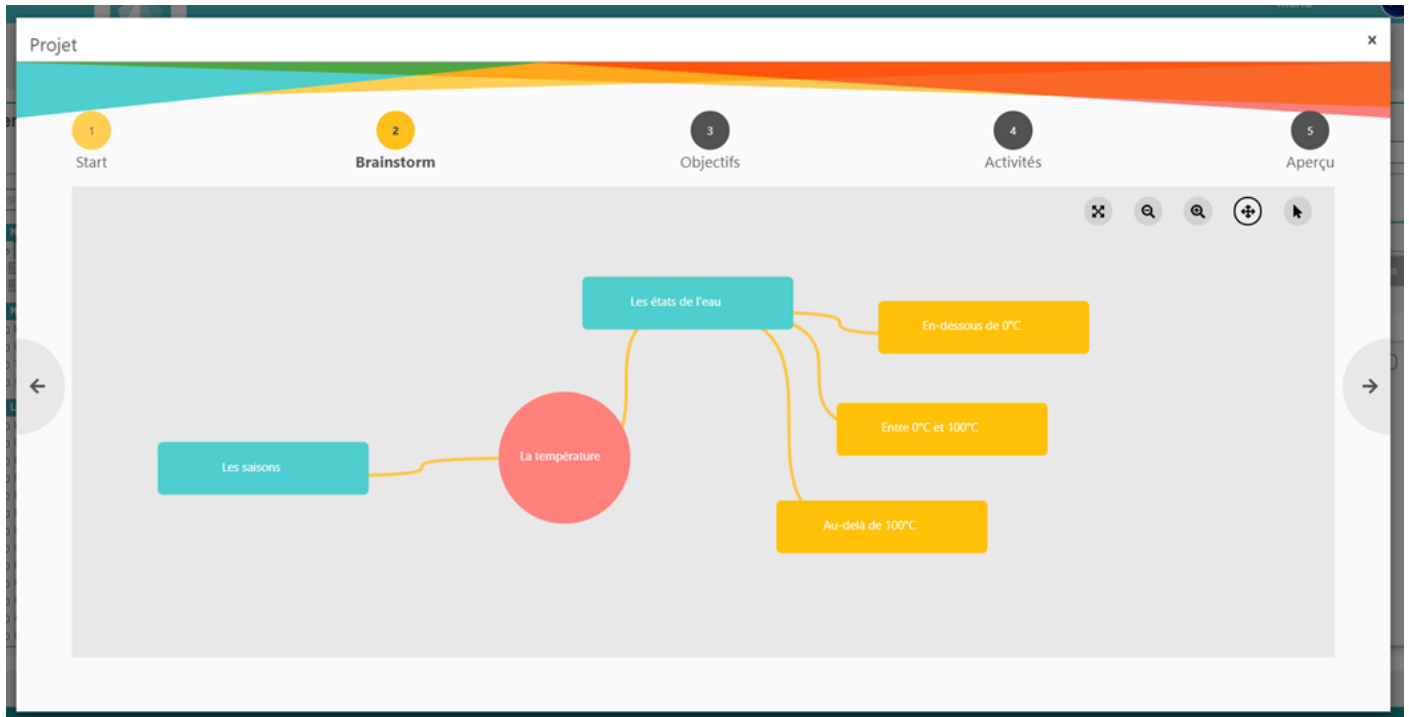 Projet
×
1
2
3
4
5
Start
Brainstorm
Objectifs
Activités
Aperçu
Les états de l'eau
En-dessous de 0°C
Entre 0°C et 100°C
La température
Les saisons
Au-delà de 100°C